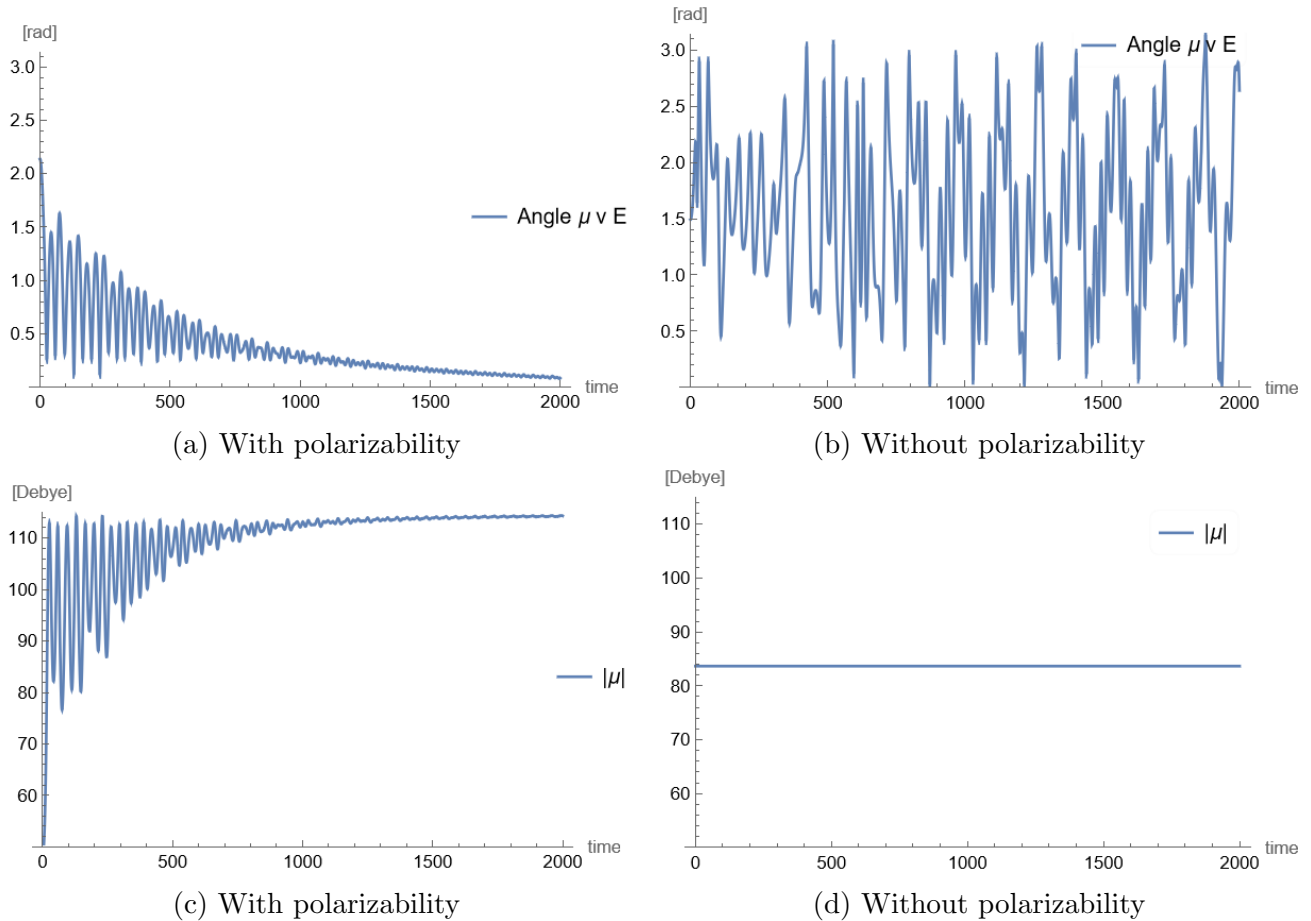 [rad]
3.0
2.5
2.0
1.5
1.0
0.5
0 500 1000 1500 2000
time
Angle μ v E
(a) With polarizability
[rad]
3.0
2.5
2.0
1.5
1.0
0.5
0 500 1000 1500 2000
time
Angle μ v E
(b) Without polarizability
[Debye]
110
100
90
80
70
60
0 500 1000 1500 2000
time
|μ|
(c) With polarizability
[Debye]
110
100
90
80
70
60
0 500 1000 1500 2000
time
|μ|
(d) Without polarizability